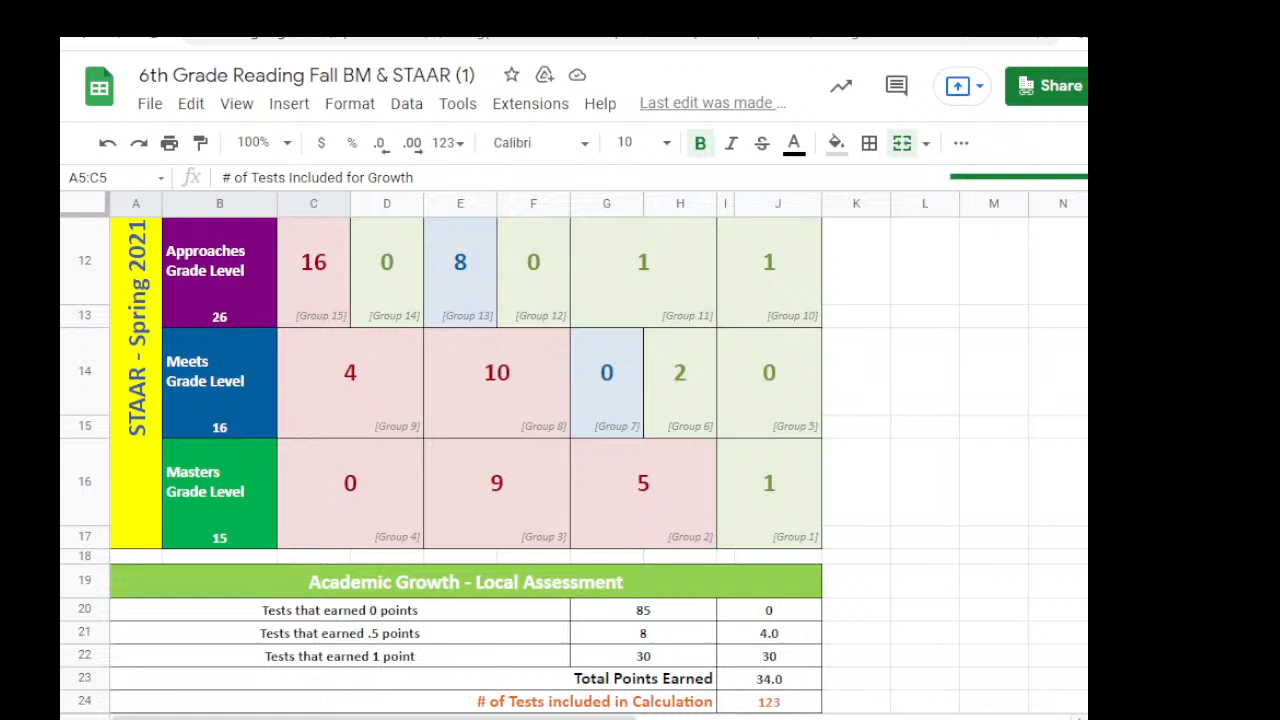 6th Grade Reading Fall BM & STAAR (1)
File Edit View Insert Format Data Tools Extensions Help Last edit was made ...
Share
100% $ % .0 .00 123 Calibri 10 B I S A
A5:C5 fx # of Tests Included for Growth
A B C D E F G H I J K L M N
STAAR - Spring 2021
12 Approaches Grade Level 16 0 8 0 1 1
13 26 [Group 15] [Group 14] [Group 13] [Group 12] [Group 11] [Group 10]
14 Meets Grade Level 4 10 0 2 0
15 16 [Group 9] [Group 8] [Group 7] [Group 6] [Group 5]
16 Masters Grade Level 0 9 5 1
17 15 [Group 4] [Group 3] [Group 2] [Group 1]
18
19 Academic Growth - Local Assessment
20 Tests that earned 0 points 85 0
21 Tests that earned .5 points 8 4.0
22 Tests that earned 1 point 30 30
23 Total Points Earned 34.0
24 # of Tests included in Calculation 123